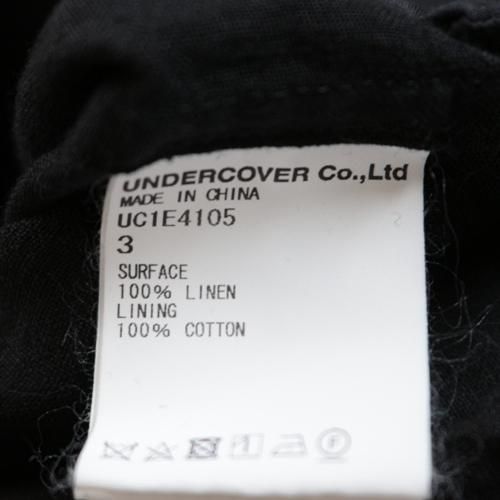 UNDERCOVER Co.,Ltd
MADE IN CHINA
UC1E4105
3
SURFACE
100% LINEN
LINING
100% COTTON
F